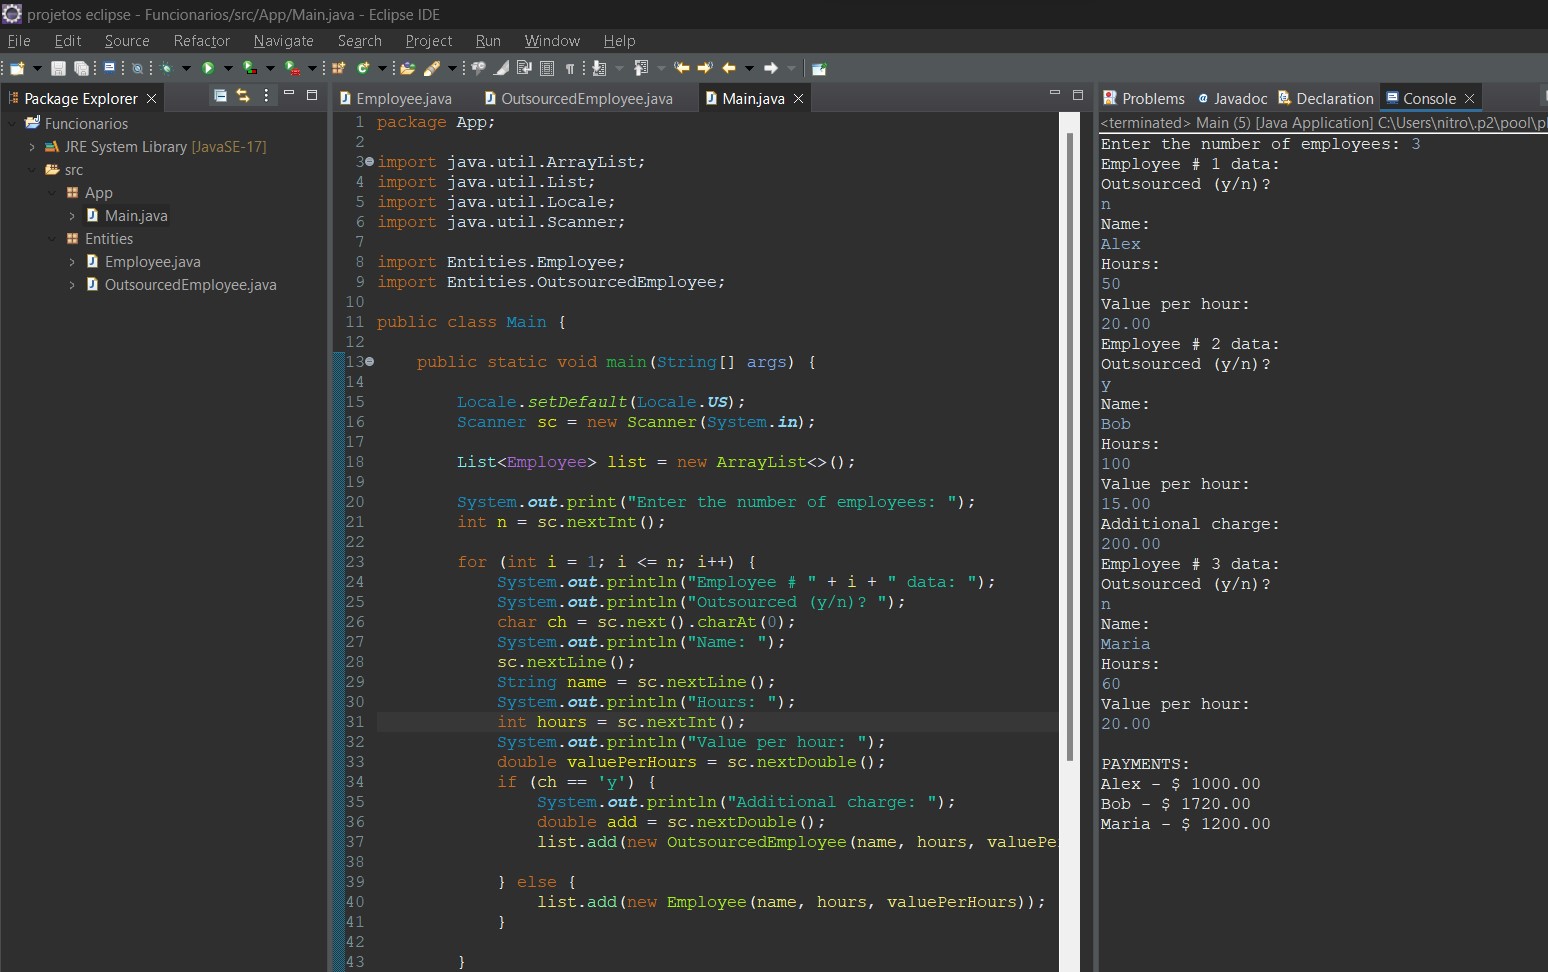 projetos eclipse - Funcionarios/src/App/Main.java - Eclipse IDE
File Edit Source Refactor Navigate Search Project Run Window Help
Package Explorer
Funcionarios
JRE System Library [JavaSE-17]
src
App
Main.java
Entities
Employee.java
OutsourcedEmployee.java
Employee.java OutsourcedEmployee.java Main.java
1 package App;
2
3 import java.util.ArrayList;
4 import java.util.List;
5 import java.util.Locale;
6 import java.util.Scanner;
7
8 import Entities.Employee;
9 import Entities.OutsourcedEmployee;
10
11 public class Main {
12
13 public static void main(String[] args) {
14
15 Locale.setDefault(Locale.US);
16 Scanner sc = new Scanner(System.in);
17
18 List<Employee> list = new ArrayList<>();
19
20 System.out.print("Enter the number of employees: ");
21 int n = sc.nextInt();
22
23 for (int i = 1; i <= n; i++) {
24 System.out.println("Employee # " + i + " data: ");
25 System.out.println("Outsourced (y/n)? ");
26 char ch = sc.next().charAt(0);
27 System.out.println("Name: ");
28 sc.nextLine();
29 String name = sc.nextLine();
30 System.out.println("Hours: ");
31 int hours = sc.nextInt();
32 System.out.println("Value per hour: ");
33 double valuePerHours = sc.nextDouble();
34 if (ch == 'y') {
35 System.out.println("Additional charge: ");
36 double add = sc.nextDouble();
37 list.add(new OutsourcedEmployee(name, hours, valuePe
38
39 } else {
40 list.add(new Employee(name, hours, valuePerHours));
41 }
42
43 }
Problems Javadoc Declaration Console
<terminated> Main (5) [Java Application] C:\Users\nitro\.p2\pool\pl
Enter the number of employees: 3
Employee # 1 data:
Outsourced (y/n)?
n
Name:
Alex
Hours:
50
Value per hour:
20.00
Employee # 2 data:
Outsourced (y/n)?
y
Name:
Bob
Hours:
100
Value per hour:
15.00
Additional charge:
200.00
Employee # 3 data:
Outsourced (y/n)?
n
Name:
Maria
Hours:
60
Value per hour:
20.00
PAYMENTS:
Alex - $ 1000.00
Bob - $ 1720.00
Maria - $ 1200.00